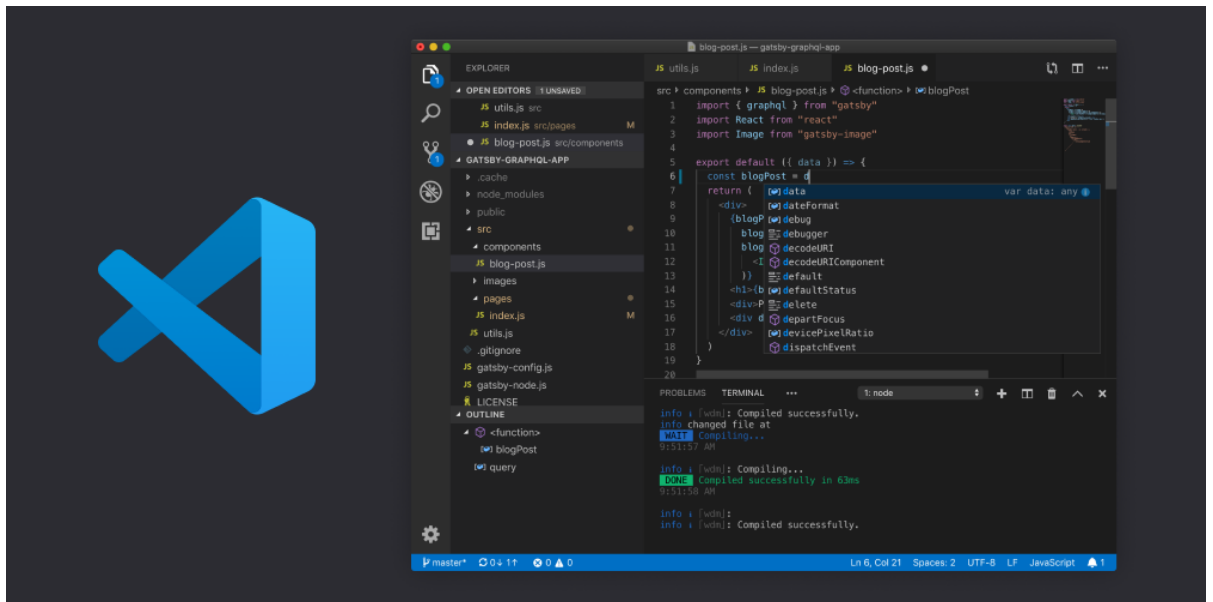 blog-post.js — gatsby-graphql-app
EXPLORER
OPEN EDITORS 1 UNSAVED
JS utils.js src
JS index.js src/pages M
JS blog-post.js src/components
GATSBY-GRAPHQL-APP
.cache
node_modules
public
src
components
JS blog-post.js
images
pages
JS index.js M
JS utils.js
.gitignore
JS gatsby-config.js
JS gatsby-node.js
LICENSE
OUTLINE
<function>
blogPost
query
1
1
JS utils.js JS index.js JS blog-post.js
src components JS blog-post.js <function> blogPost
1 import { graphql } from "gatsby"
2 import React from "react"
3 import Image from "gatsby-image"
4
5 export default ({ data }) => {
6 const blogPost = d
7 return (
8 <div>
9 {blogP
10 blog
11 blog
12 <I
13 )}
14 <h1>{b
15 <div>P
16 <div d
17 </div>
18 )
19 }
20
data var data: any
dateFormat
debug
debugger
decodeURI
decodeURIComponent
default
defaultStatus
delete
departFocus
devicePixelRatio
dispatchEvent
PROBLEMS TERMINAL ••• 1: node
info ↓ [wdm]: Compiled successfully.
info changed file at
WAIT Compiling...
9:51:57 AM
info ↓ [wdm]: Compiling...
DONE Compiled successfully in 63ms
9:51:58 AM
info ↓ [wdm]:
info ↓ [wdm]: Compiled successfully.
master* 0↓ 1↑ 0 0 Ln 6, Col 21 Spaces: 2 UTF-8 LF JavaScript 1